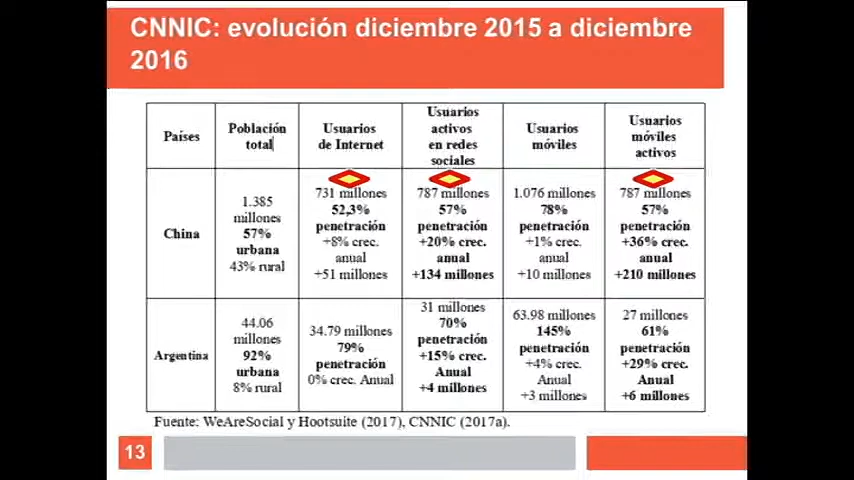 CNNIC: evolución diciembre 2015 a diciembre
2016
Países
Población
total
Usuarios
de Internet
Usuarios
activos
en redes
sociales
Usuarios
móviles
Usuarios
móviles
activos
China
1.385
millones
57%
urbana
43% rural
731 millones
52,3%
penetración
+8% crec.
anual
+51 millones
787 millones
57%
penetración
+20% crec.
anual
+134 millones
1.076 millones
78%
penetración
+1% crec.
anual
+10 millones
787 millones
57%
penetración
+36% crec.
anual
+210 millones
Argentina
44.06
millones
92%
urbana
8% rural
34.79 millones
79%
penetración
0% crec. Anual
31 millones
70%
penetración
+15% crec.
Anual
+4 millones
63.98 millones
145%
penetración
+4% crec.
Anual
+3 millones
27 millones
61%
penetración
+29% crec.
Anual
+6 millones
Fuente: WeAreSocial y Hootsuite (2017), CNNIC (2017a).
13